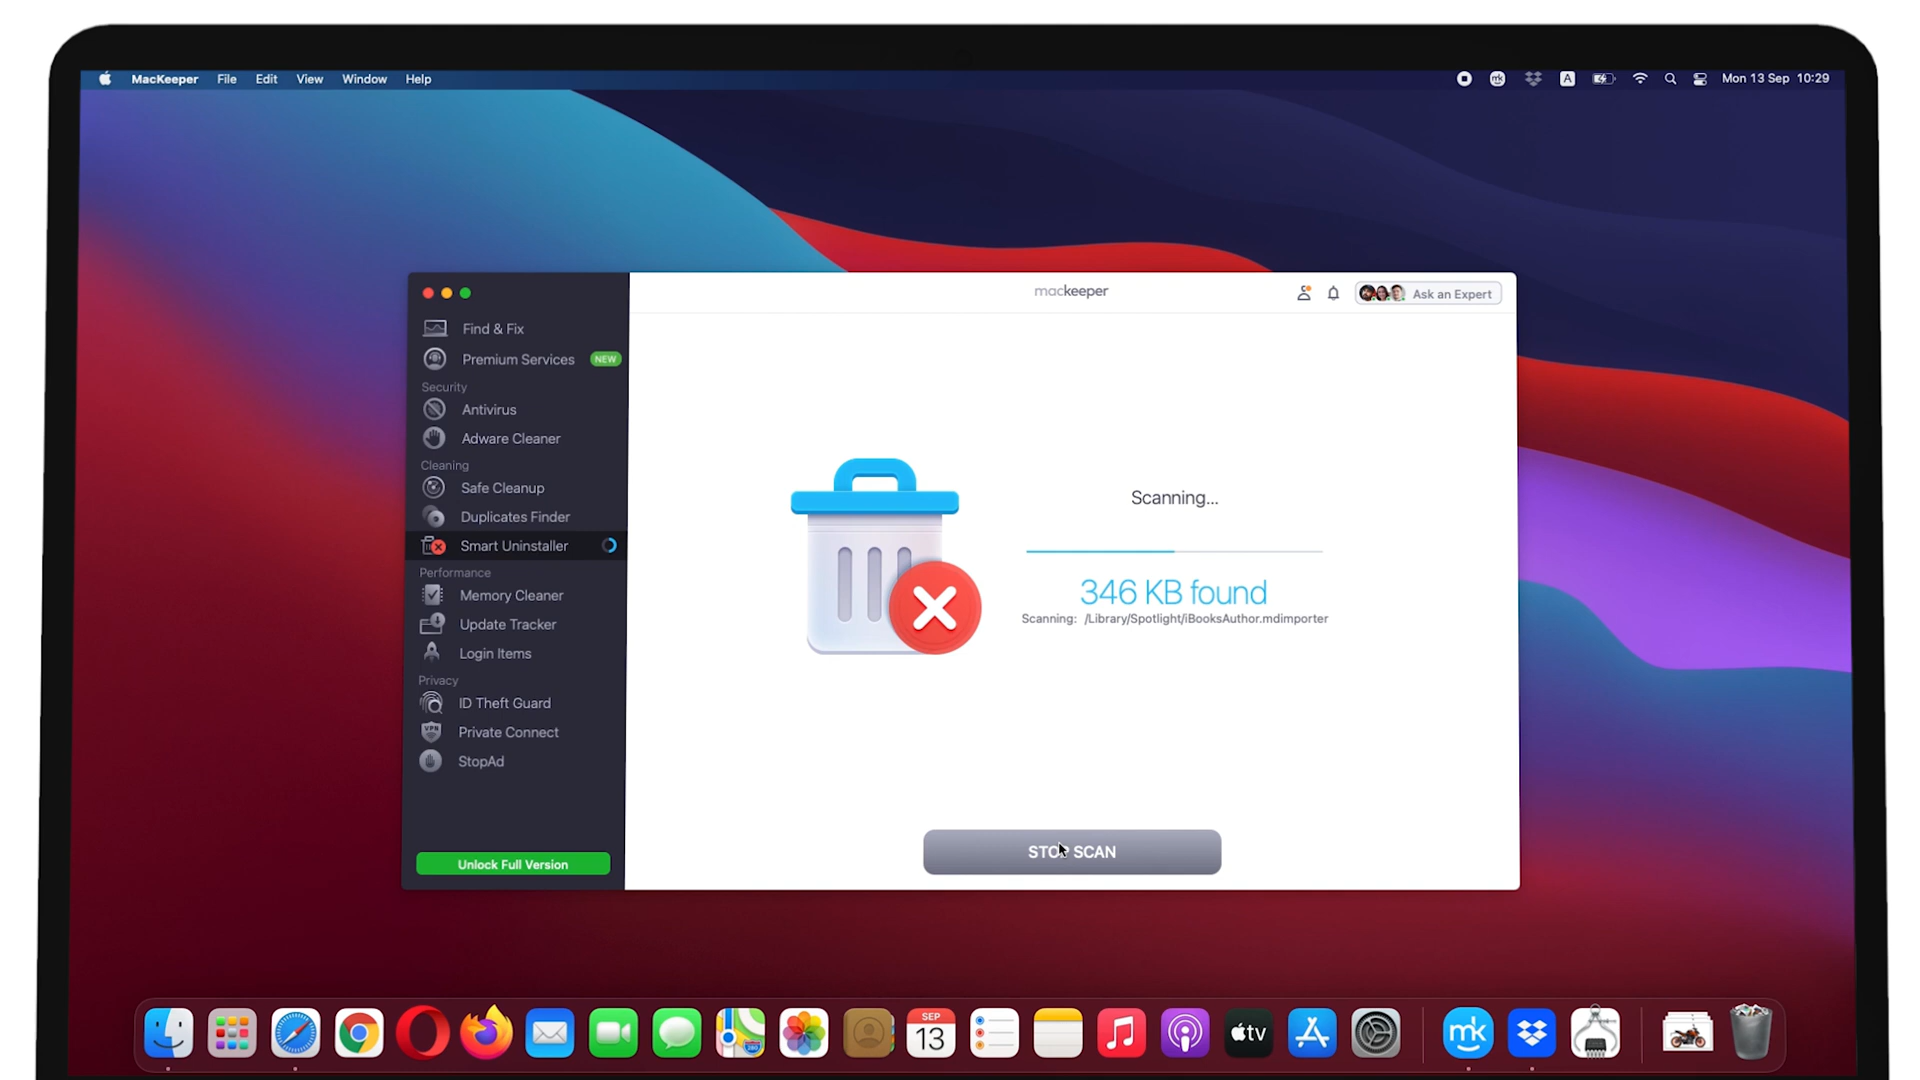 MacKeeper File Edit View Window Help
A
Mon 13 Sep 10:29
mackeeper
Ask an Expert
Find & Fix
Premium Services NEW
Security
Antivirus
Adware Cleaner
Cleaning
Safe Cleanup
Duplicates Finder
Smart Uninstaller
Performance
Memory Cleaner
Update Tracker
Login Items
Privacy
ID Theft Guard
VPN Private Connect
StopAd
Unlock Full Version
Scanning...
346 KB found
Scanning: /Library/Spotlight/iBooksAuthor.mdimporter
STOP SCAN
SEP
13
tv
mk